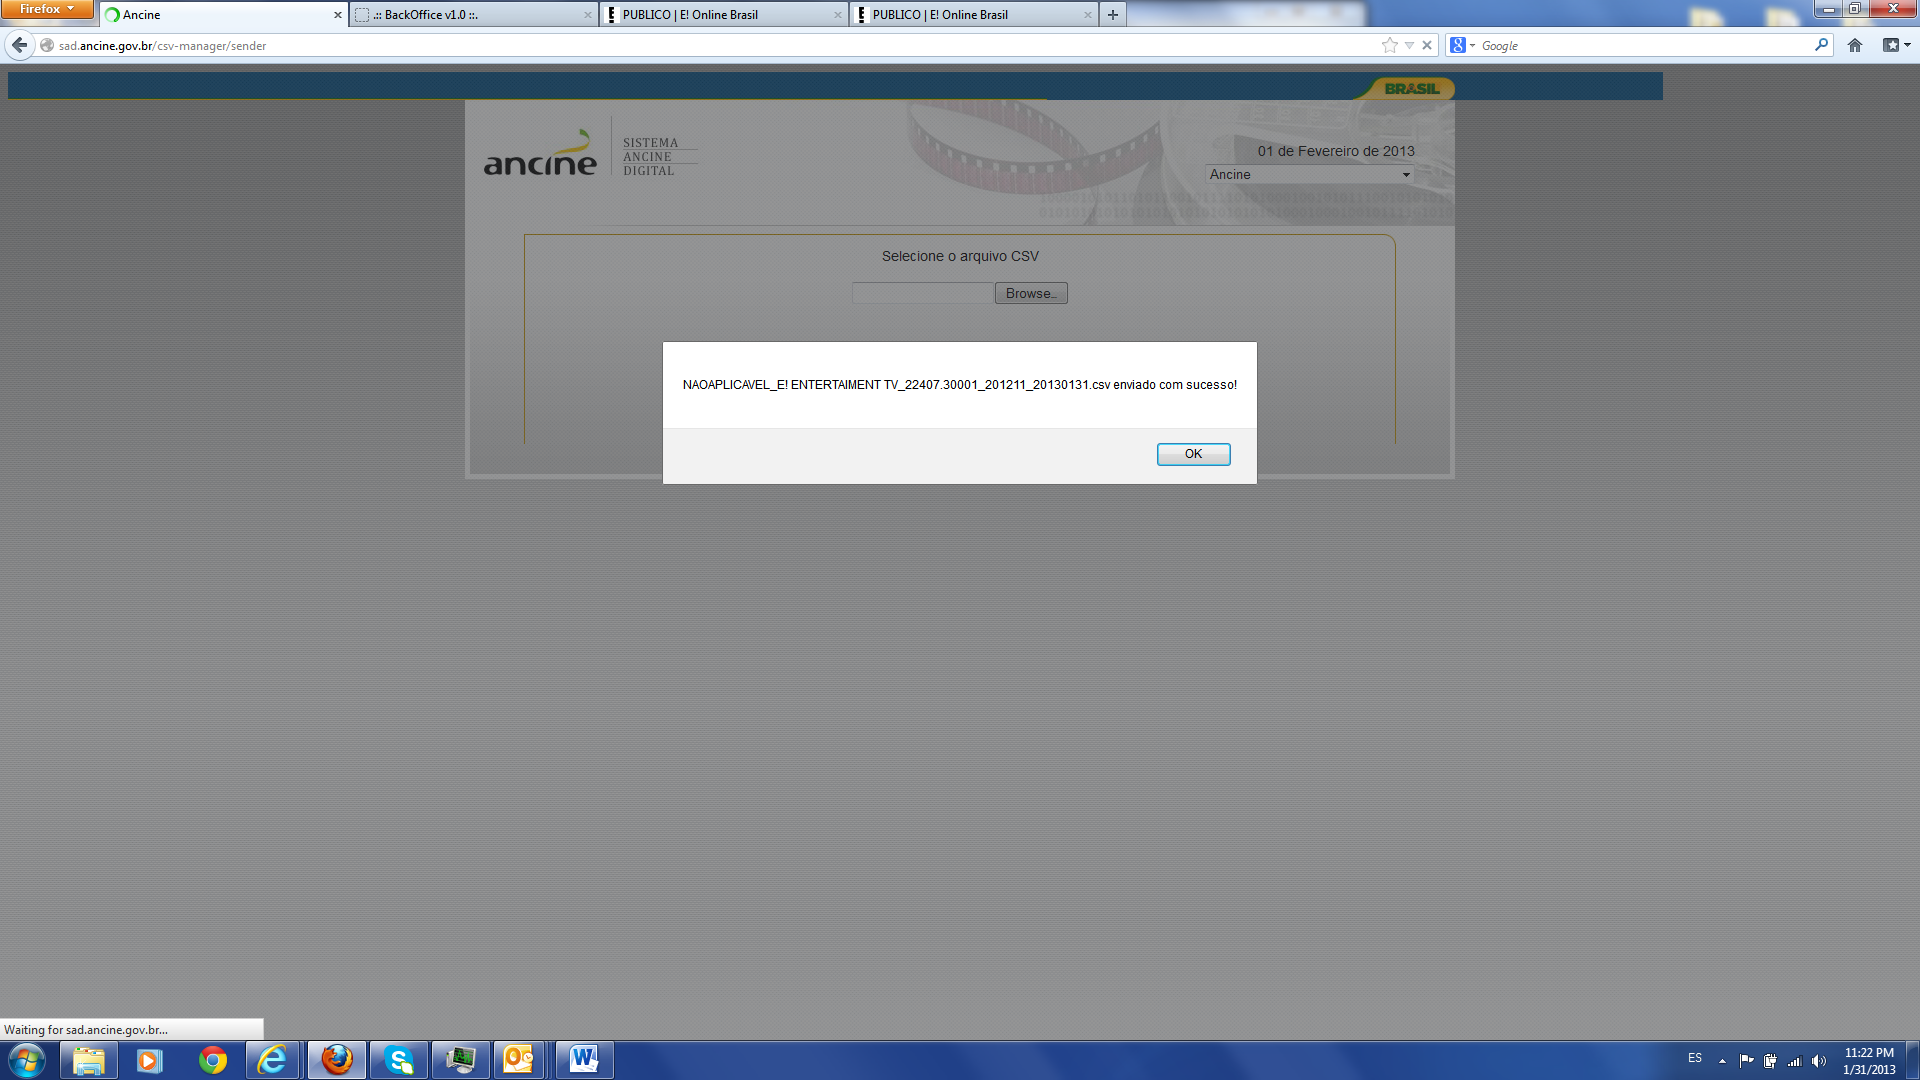 Firefox
Ancine
.:: BackOffice v1.0 ::.
PUBLICO | E! Online Brasil
PUBLICO | E! Online Brasil
sad.ancine.gov.br/csv-manager/sender
Google
BRASIL
ancine
SISTEMA
ANCINE
DIGITAL
01 de Fevereiro de 2013
Ancine
Selecione o arquivo CSV
Browse...
NAOAPLICAVEL_E! ENTERTAIMENT TV_22407.30001_201211_20130131.csv enviado com sucesso!
OK
Waiting for sad.ancine.gov.br...
ES
11:22 PM
1/31/2013